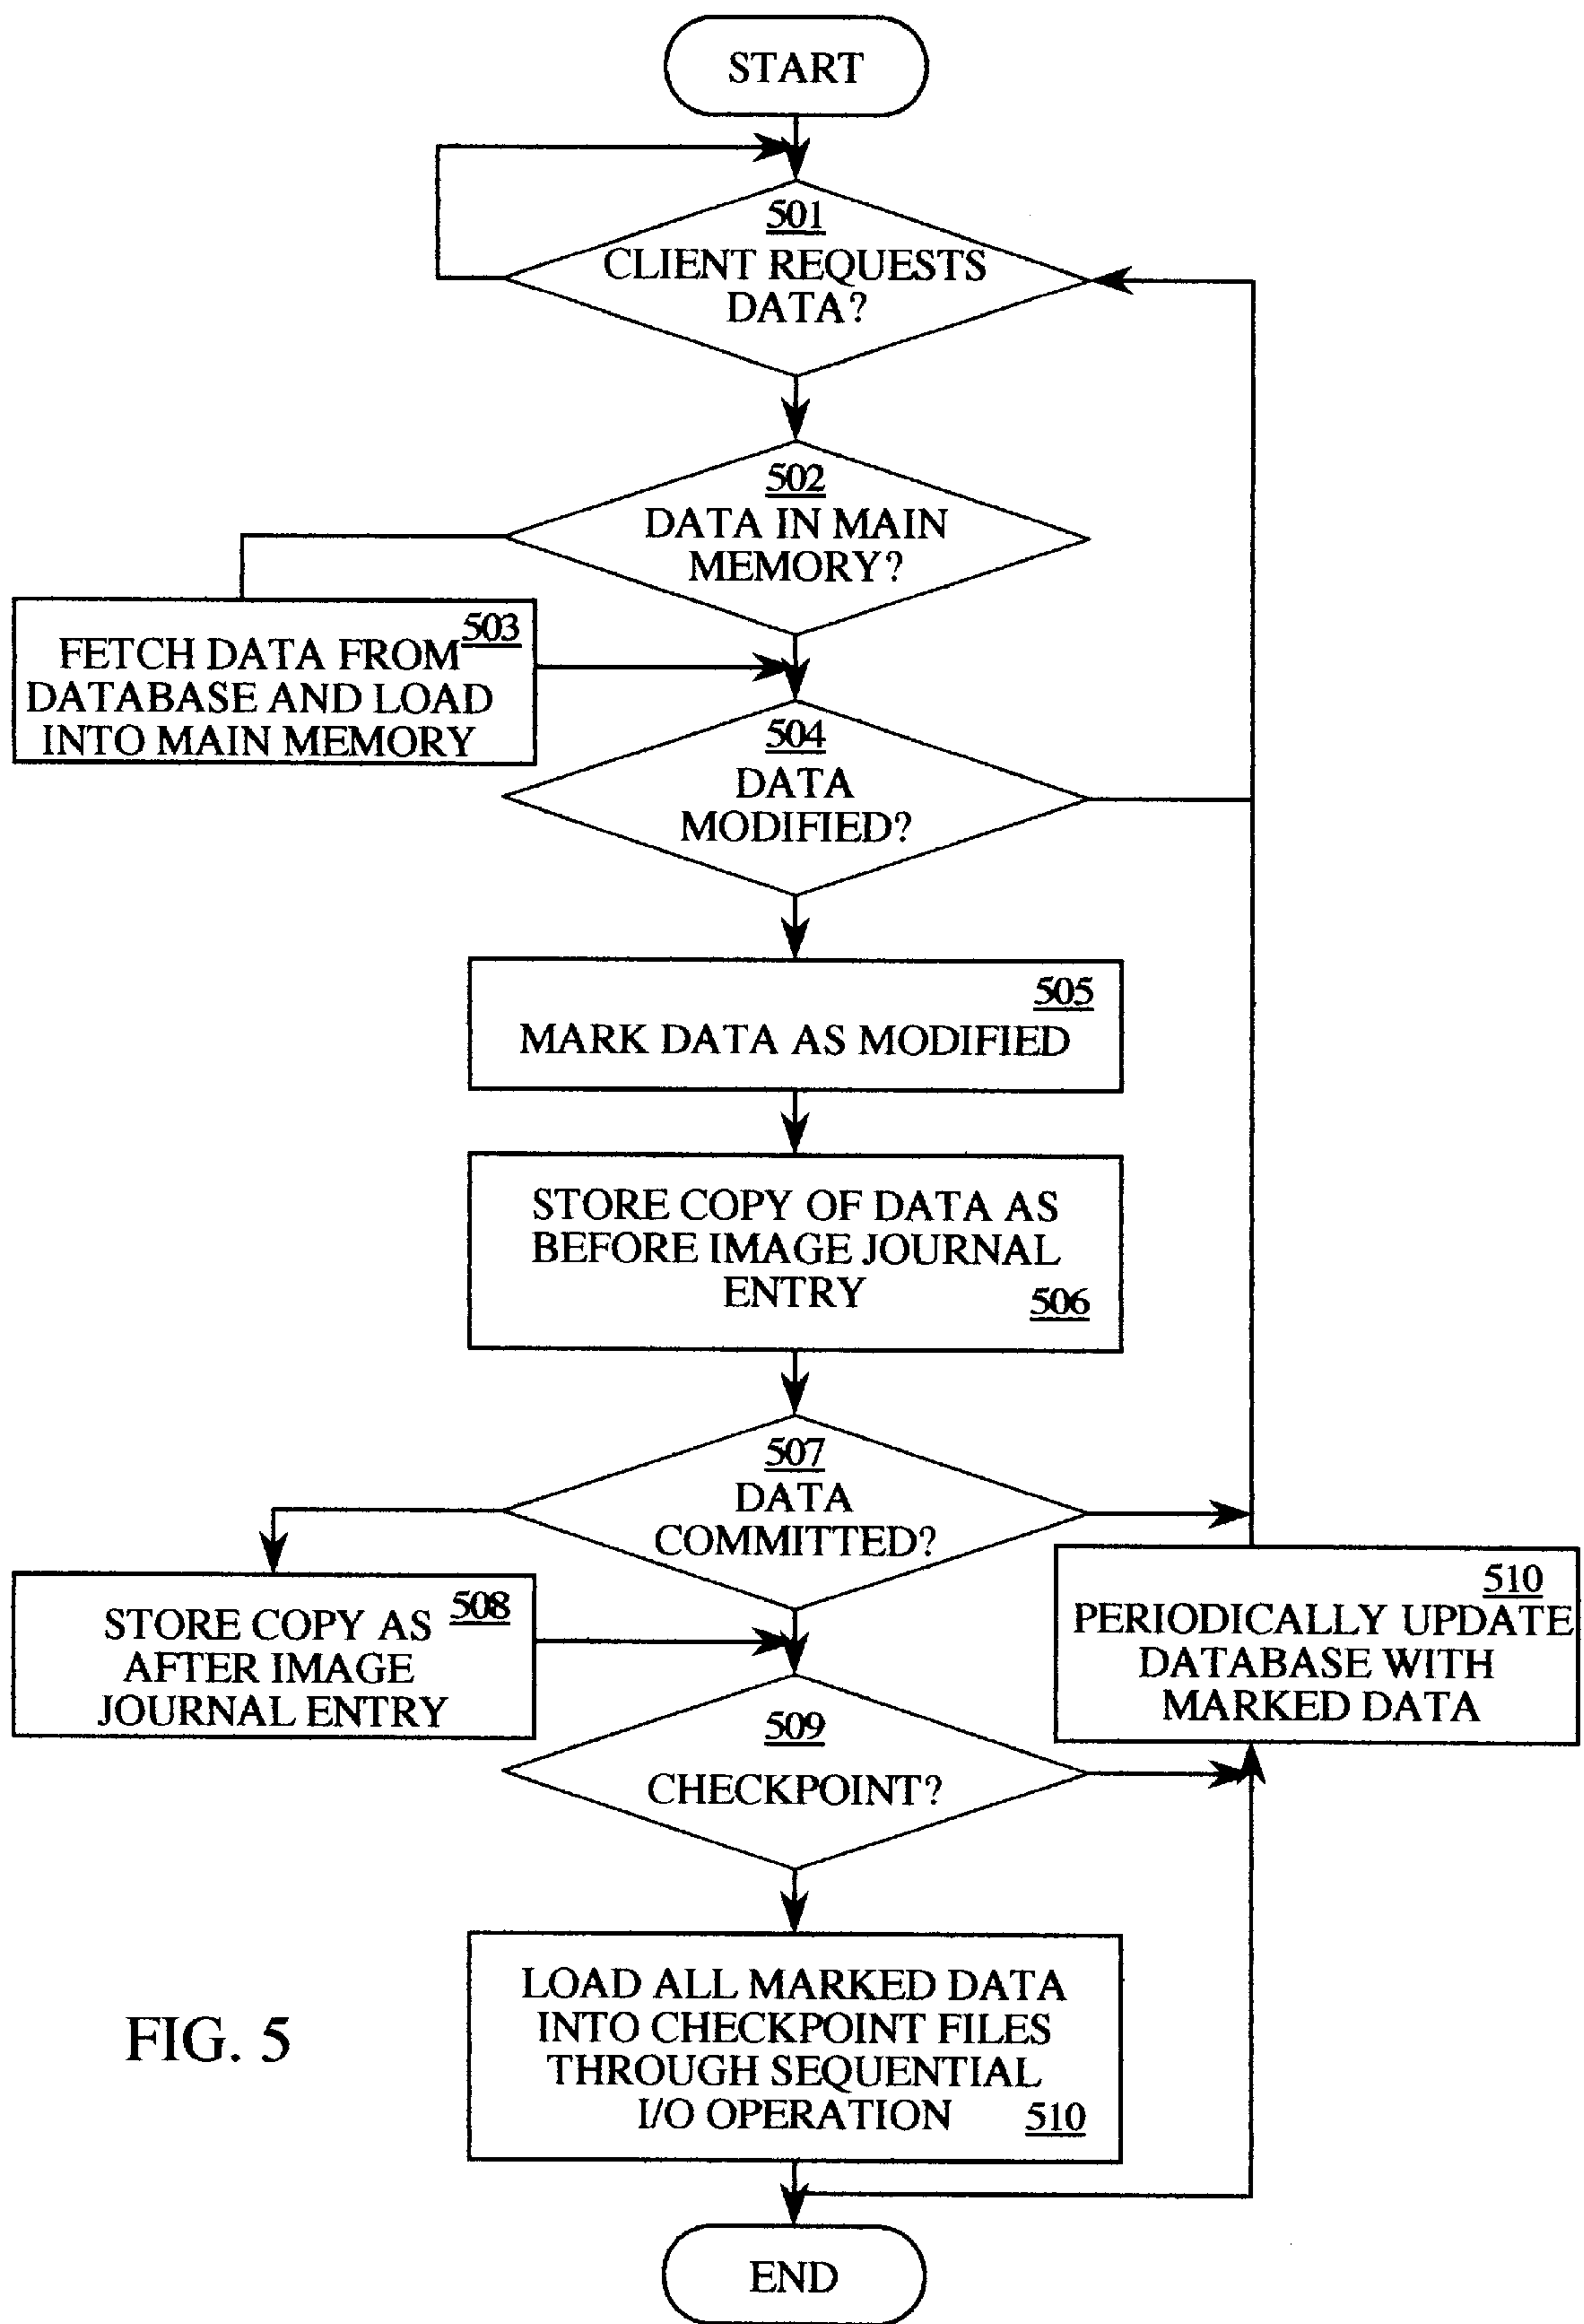 START
501
CLIENT REQUESTS
DATA?
502
DATA IN MAIN
MEMORY?
503
FETCH DATA FROM
DATABASE AND LOAD
INTO MAIN MEMORY
504
DATA
MODIFIED?
505
MARK DATA AS MODIFIED
STORE COPY OF DATA AS
BEFORE IMAGE JOURNAL
ENTRY
506
507
DATA
COMMITTED?
508
STORE COPY AS
AFTER IMAGE
JOURNAL ENTRY
510
PERIODICALLY UPDATE
DATABASE WITH
MARKED DATA
509
CHECKPOINT?
LOAD ALL MARKED DATA
INTO CHECKPOINT FILES
THROUGH SEQUENTIAL
I/O OPERATION
510
FIG. 5
END